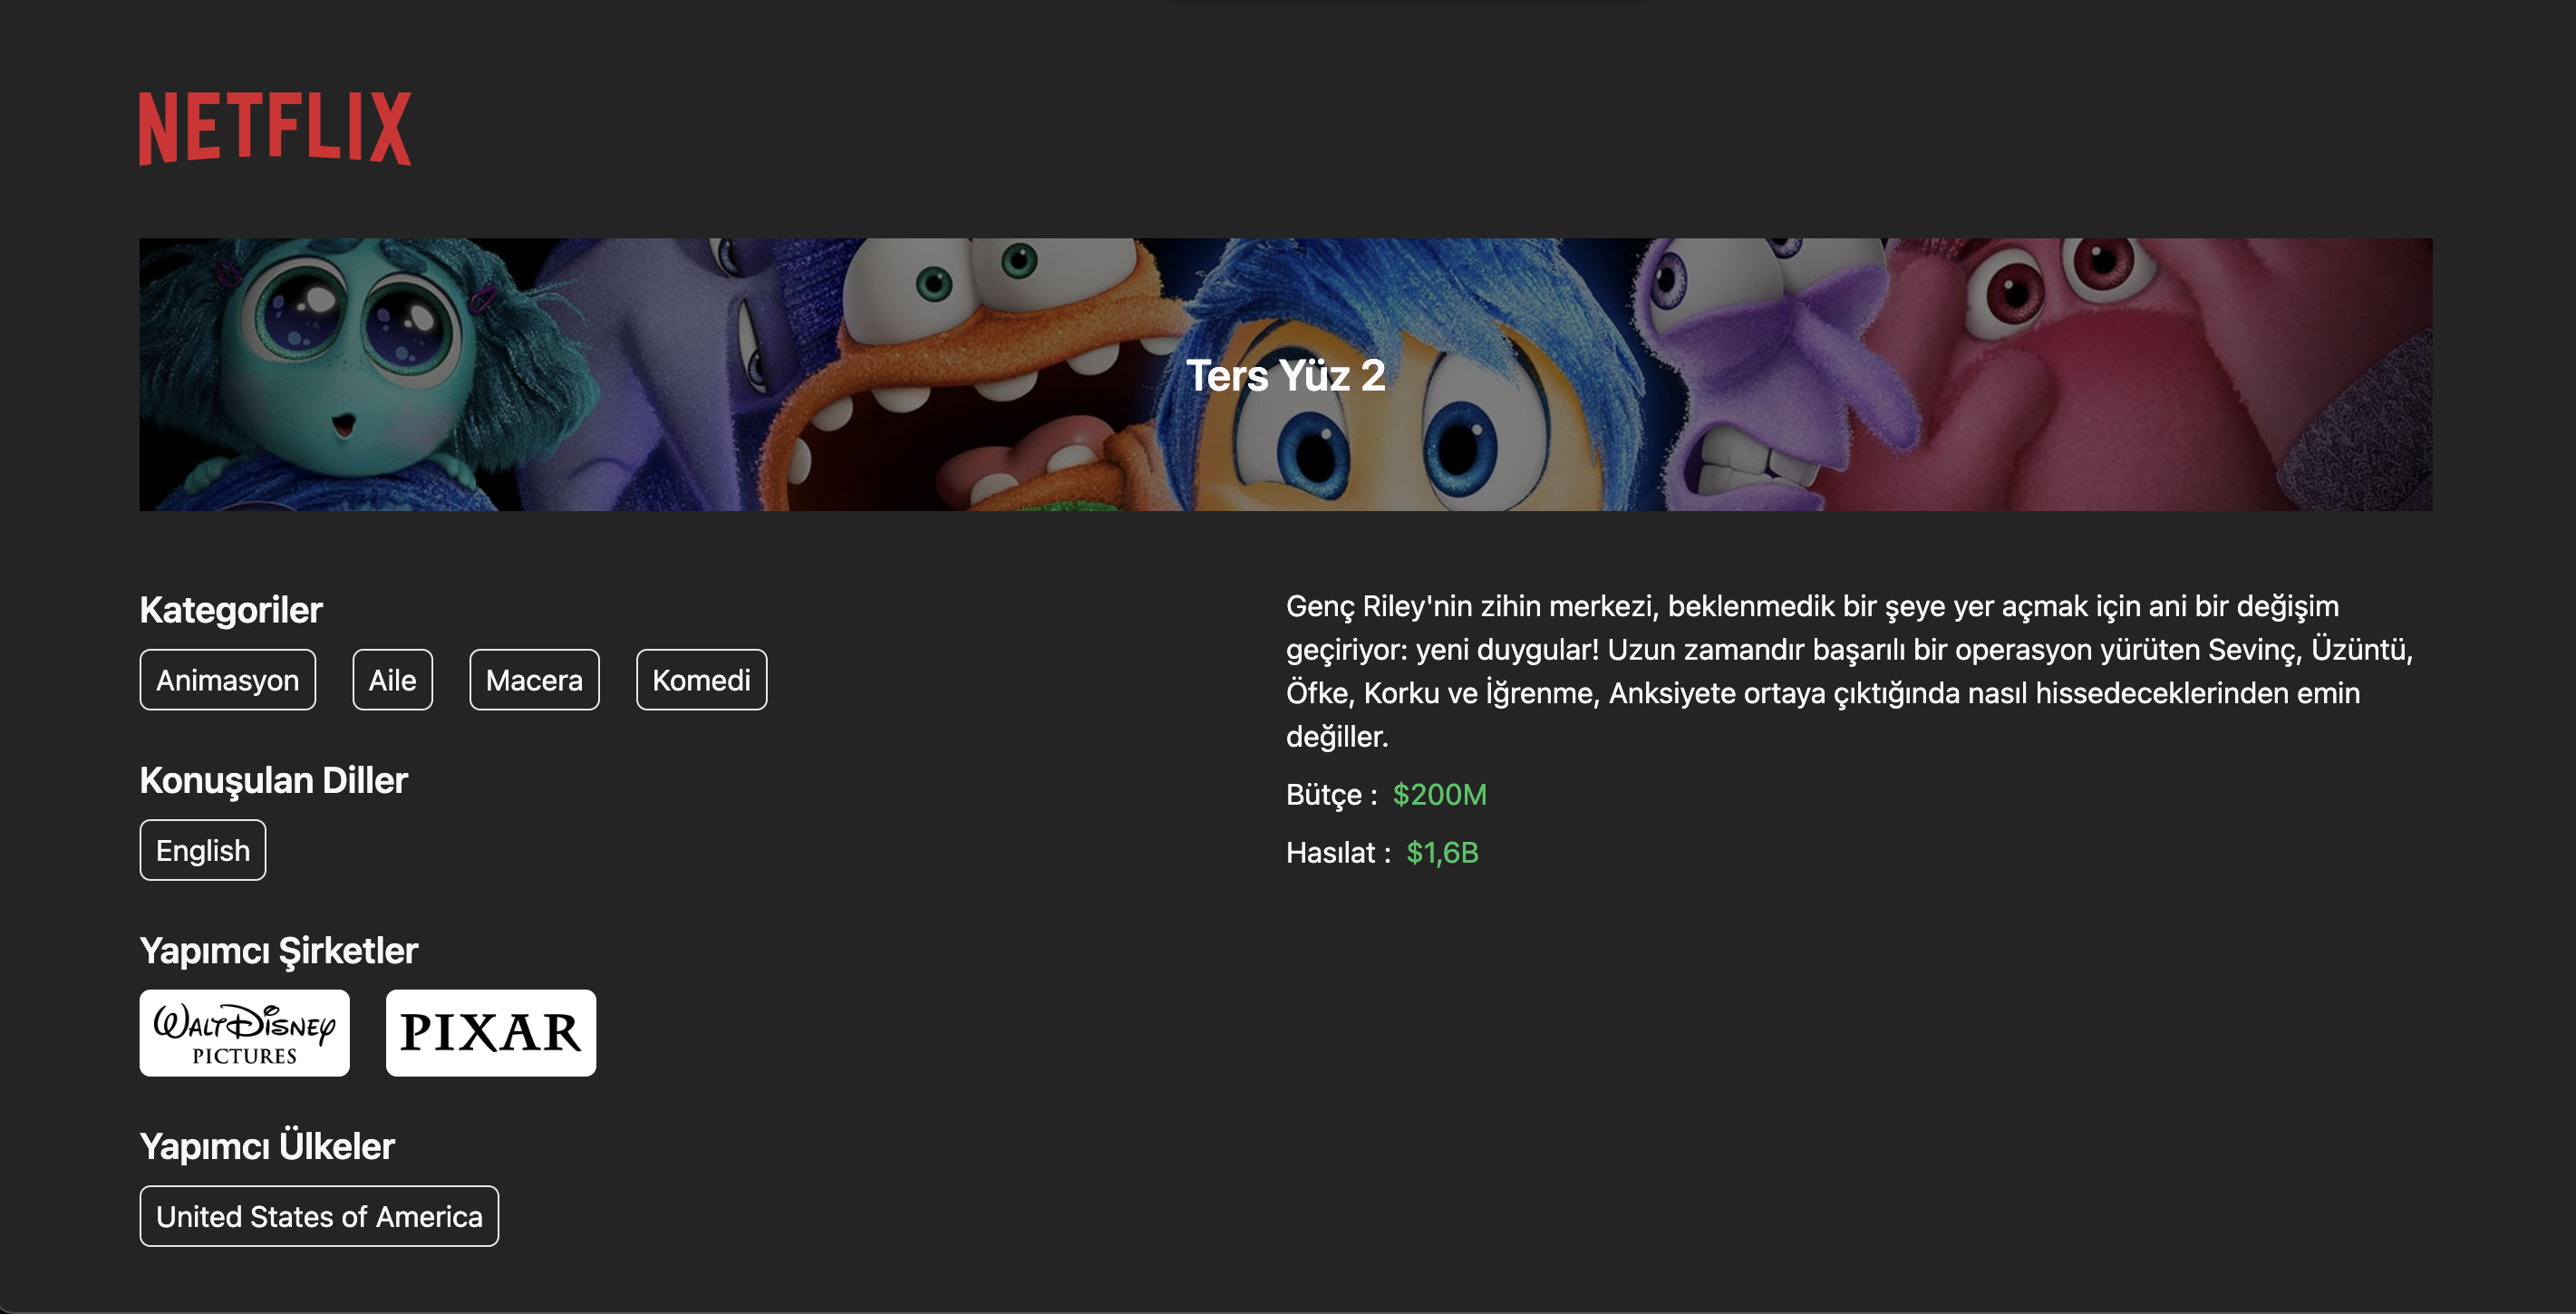 NETFLIX
Ters Yüz 2
Kategoriler
Animasyon Aile Macera Komedi
Konuşulan Diller
English
Yapımcı Şirketler
WALT DISNEY
PICTURES
PIXAR
Yapımcı Ülkeler
United States of America
Genç Riley'nin zihin merkezi, beklenmedik bir şeye yer açmak için ani bir değişim
geçiriyor: yeni duygular! Uzun zamandır başarılı bir operasyon yürüten Sevinç, Üzüntü,
Öfke, Korku ve İğrenme, Anksiyete ortaya çıktığında nasıl hissedeceklerinden emin
değiller.
Bütçe : $200M
Hasılat : $1,6B